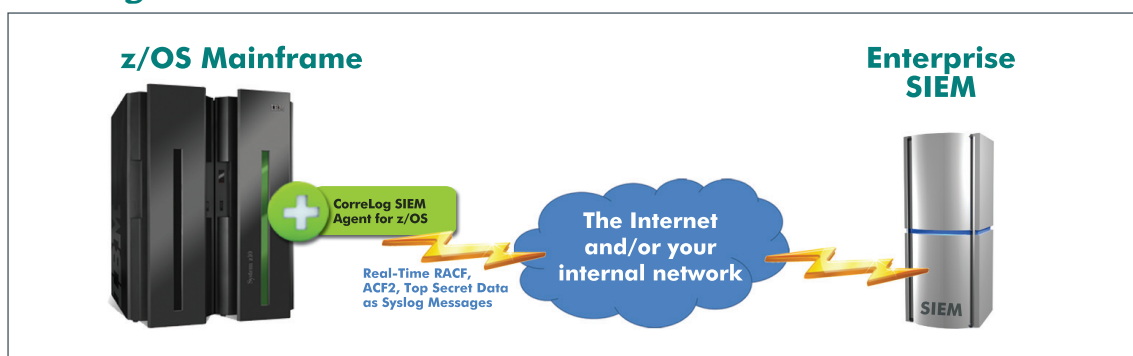 z/OS Mainframe
Enterprise
SIEM
CorreLog SIEM
Agent for z/OS
The Internet
and/or your
internal network
Real-Time RACF,
ACF2, Top Secret Data
as Syslog Messages
IBM
SIEM